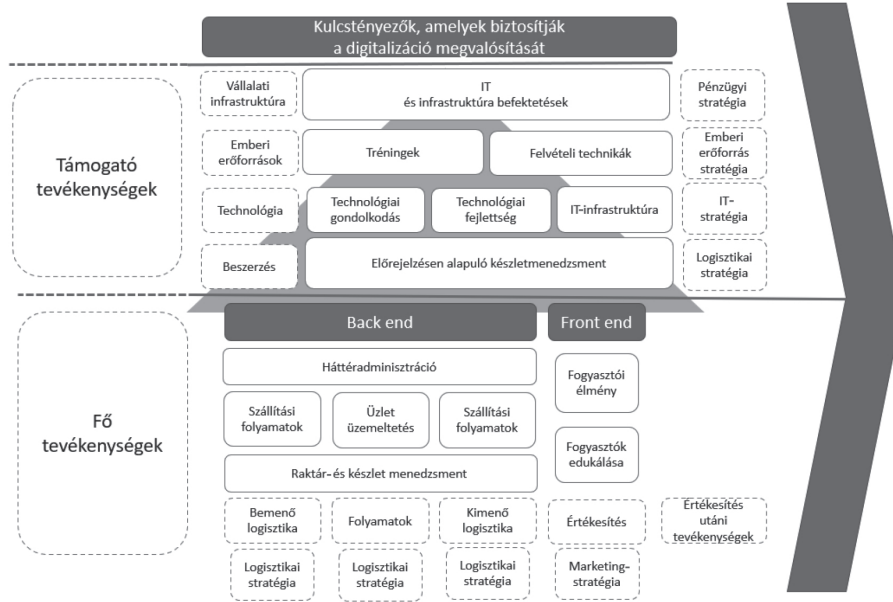 Kulcstényezők, amelyek biztosítják
a digitalizáció megvalósítását
Támogató
tevékenységek
Vállalati
infrastruktúra
IT
és infrastruktúra befektetések
Pénzügyi
stratégia
Emberi
erőforrások
Tréningek
Felvételi technikák
Emberi
erőforrás
stratégia
Technológia
Technológiai
gondolkodás
Technológiai
fejlettség
IT-infrastruktúra
IT-
stratégia
Beszerzés
Előrejelzésen alapuló készletmenedzsment
Logisztikai
stratégia
Fő
tevékenységek
Back end
Front end
Háttéradminisztráció
Fogyasztói
élmény
Szállítási
folyamatok
Üzlet
üzemeltetés
Szállítási
folyamatok
Fogyasztók
edukálása
Raktár-és készlet menedzsment
Bemenő
logisztika
Folyamatok
Kimenő
logisztika
Értékesítés
Értékesítés
utáni
tevékenységek
Logisztikai
stratégia
Logisztikai
stratégia
Logisztikai
stratégia
Marketing-
stratégia